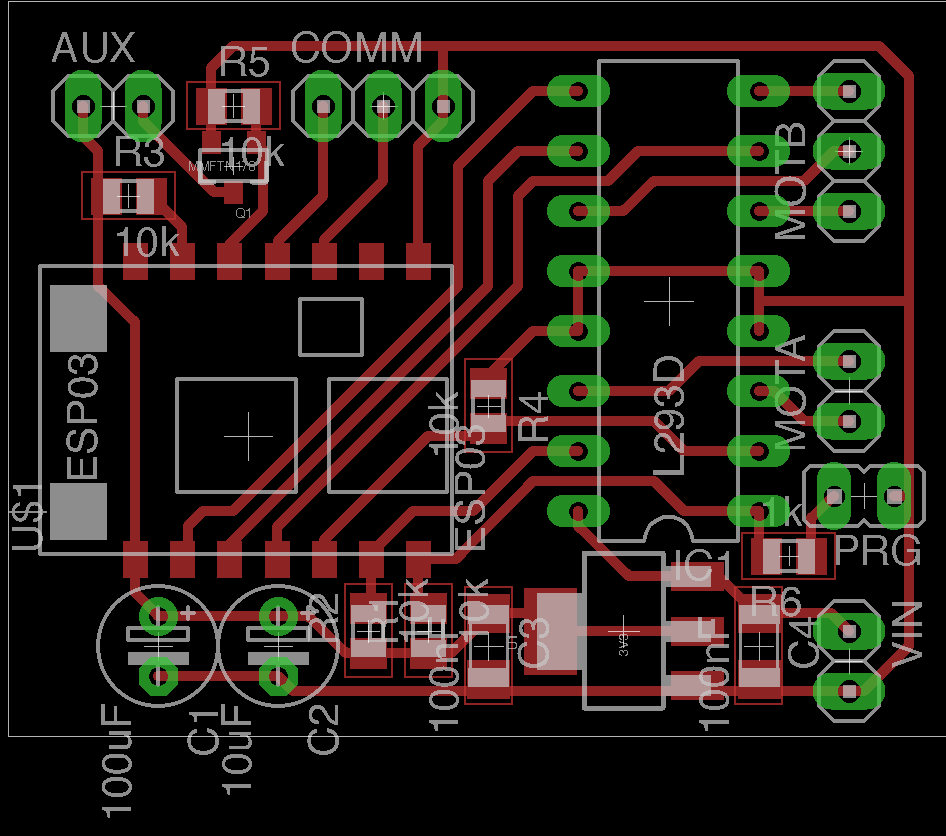 AUX
R5
COMM
R3
10k
MMFTN170
Q1
10k
MOTB
ESP03
U$1
10k
R4
ESP03
L293D
MOTA
1k
PRG
IC1
R6
R2
R1
10k
10k
100nF
C3
3V3
100nF
C4
VIN
100uF
C1
10uF
C2